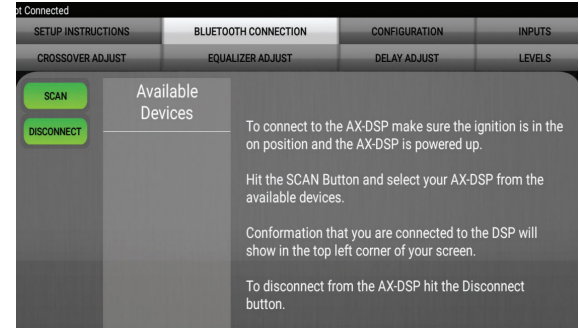 ot Connected
SETUP INSTRUCTIONS
BLUETOOTH CONNECTION
CONFIGURATION
INPUTS
CROSSOVER ADJUST
EQUALIZER ADJUST
DELAY ADJUST
LEVELS
SCAN
DISCONNECT
Available
Devices
To connect to the AX-DSP make sure the ignition is in the
on position and the AX-DSP is powered up.
Hit the SCAN Button and select your AX-DSP from the
available devices.
Conformation that you are connected to the DSP will
show in the top left corner of your screen.
To disconnect from the AX-DSP hit the Disconnect
button.